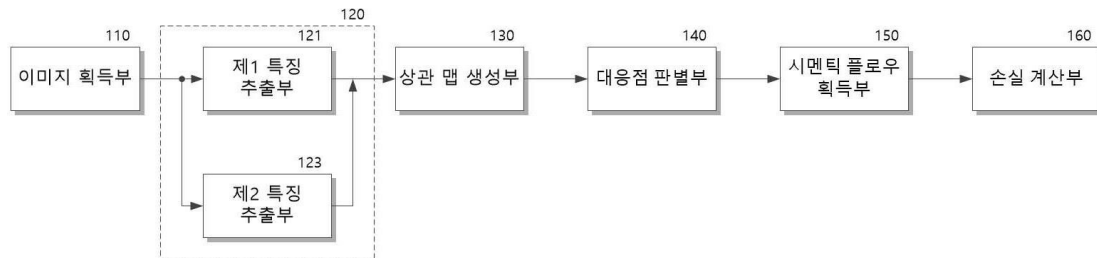 120
110
121
130
140
150
160
이미지 획득부
제1 특징
추출부
상관 맵 생성부
대응점 판별부
시멘틱 플로우
획득부
손실 계산부
123
제2 특징
추출부